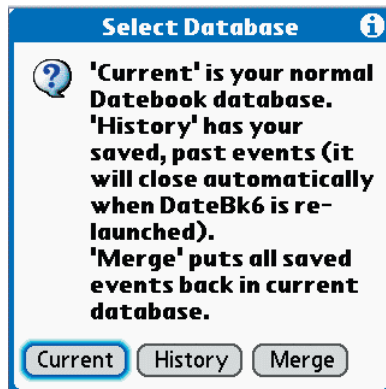 Select Database
'Current' is your normal
Datebook database.
'History' has your
saved, past events (it
will close automatically
when DateBk6 is re-
launched).
'Merge' puts all saved
events back in current
database.
Current History Merge